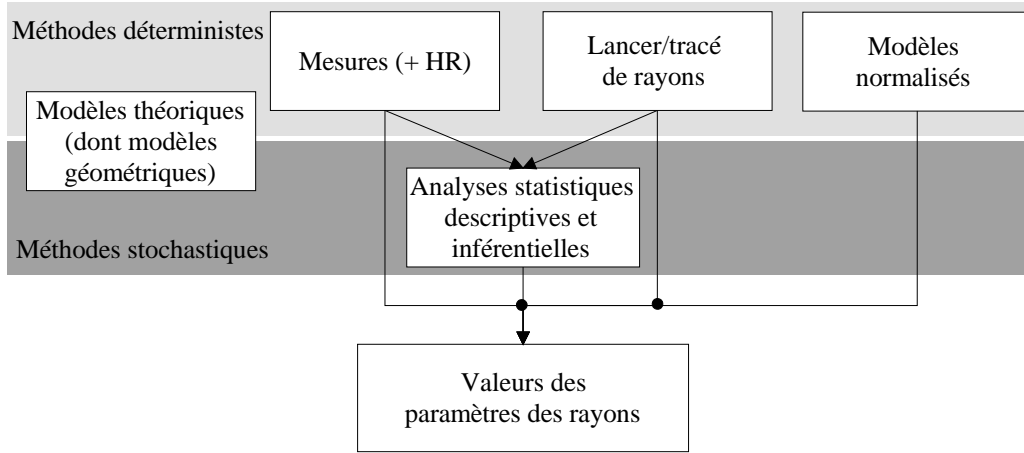 Méthodes déterministes
Mesures (+ HR)
Lancer/tracé
de rayons
Modèles
normalisés
Modèles théoriques
(dont modèles
géométriques)
Analyses statistiques
descriptives et
inférentielles
Méthodes stochastiques
Valeurs des
paramètres des rayons